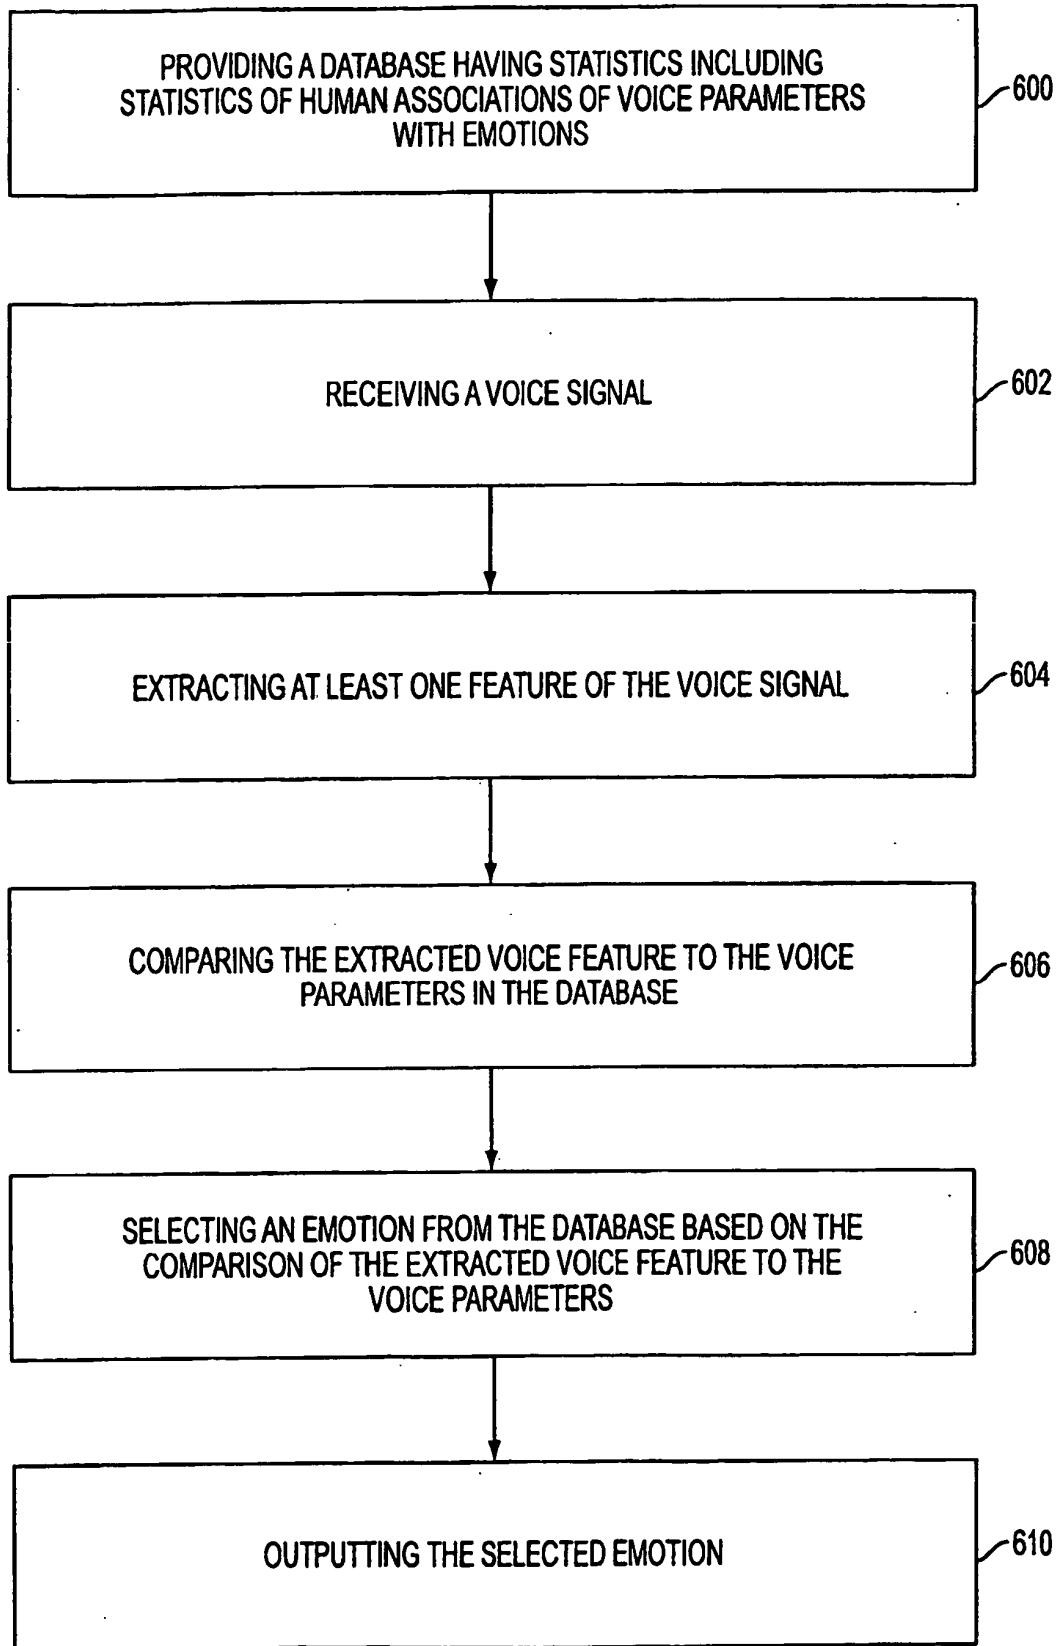 PROVIDING A DATABASE HAVING STATISTICS INCLUDING
STATISTICS OF HUMAN ASSOCIATIONS OF VOICE PARAMETERS
WITH EMOTIONS
600
RECEIVING A VOICE SIGNAL
602
EXTRACTING AT LEAST ONE FEATURE OF THE VOICE SIGNAL
604
COMPARING THE EXTRACTED VOICE FEATURE TO THE VOICE
PARAMETERS IN THE DATABASE
606
SELECTING AN EMOTION FROM THE DATABASE BASED ON THE
COMPARISON OF THE EXTRACTED VOICE FEATURE TO THE
VOICE PARAMETERS
608
OUTPUTTING THE SELECTED EMOTION
610